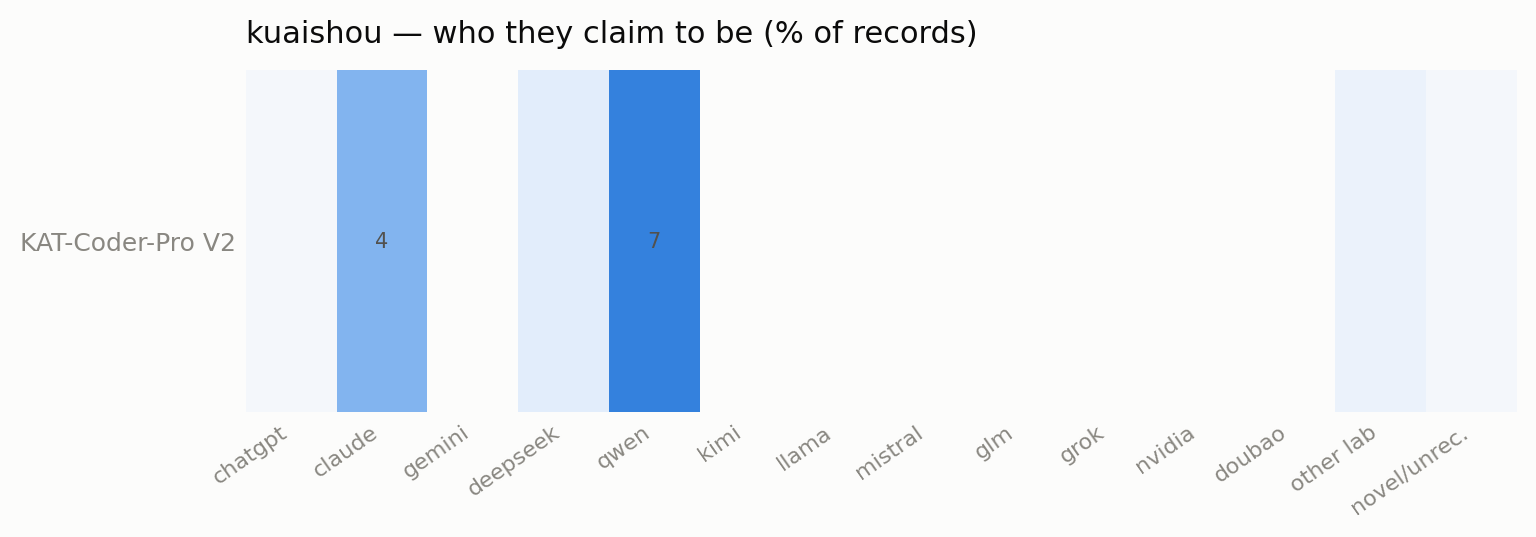 kuaishou — who they claim to be (% of records)
KAT-Coder-Pro V2
4
7
chatgpt
claude
gemini
deepseek
qwen
kimi
llama
mistral
glm
grok
nvidia
doubao
other lab
novel/unrec.